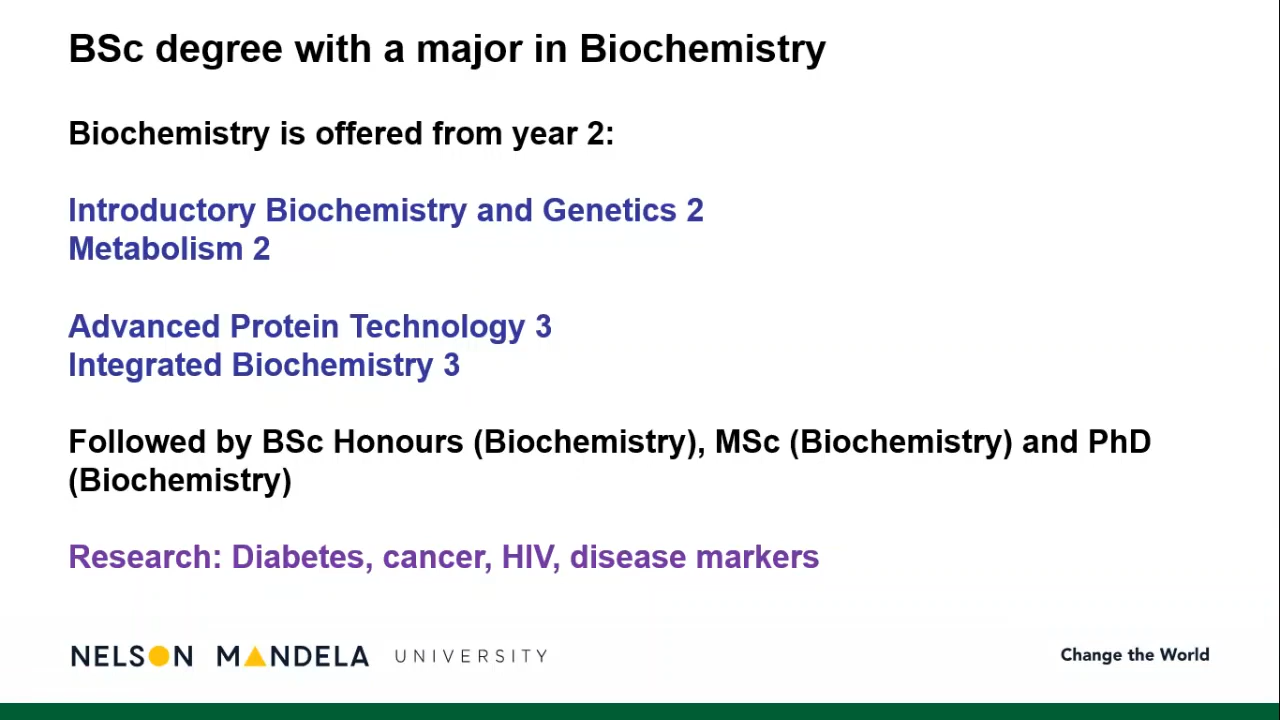 BSc degree with a major in Biochemistry
Biochemistry is offered from year 2:
Introductory Biochemistry and Genetics 2
Metabolism 2
Advanced Protein Technology 3
Integrated Biochemistry 3
Followed by BSc Honours (Biochemistry), MSc (Biochemistry) and PhD
(Biochemistry)
Research: Diabetes, cancer, HIV, disease markers
NELSON MANDELA UNIVERSITY
Change the World